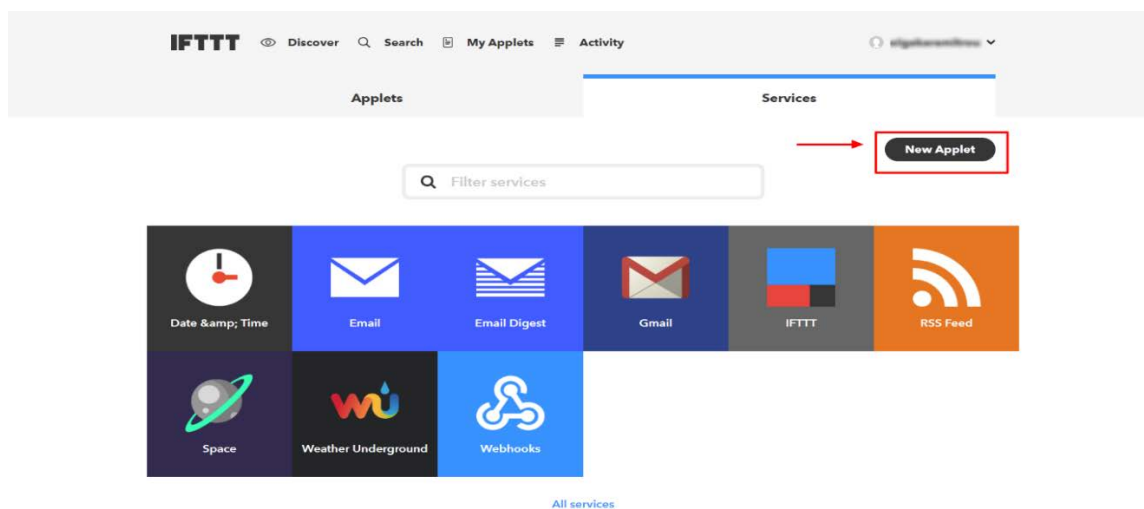 IFTTT Discover Search My Applets Activity
Applets Services
New Applet
Filter services
Date &amp; Time Email Email Digest Gmail IFTTT RSS Feed
Space Weather Underground Webhooks
All services